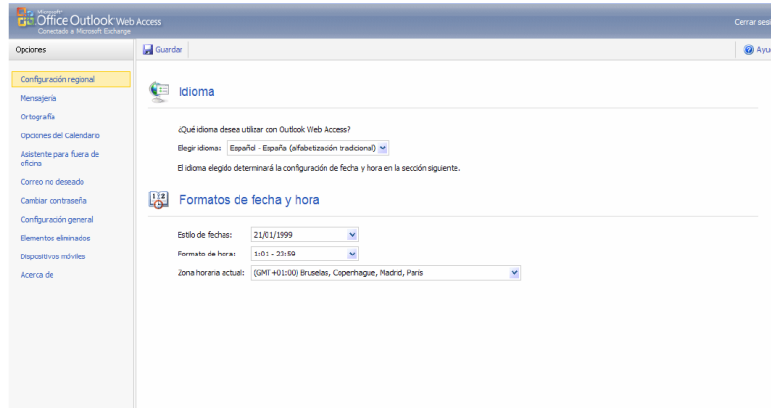 Microsoft
Office Outlook Web Access
Conectado a Microsoft Exchange
Cerrar sesi
Opciones
Guardar
Ayu
Configuración regional
Mensajería
Ortografía
Opciones del Calendario
Asistente para fuera de
oficina
Correo no deseado
Cambiar contraseña
Configuración general
Elementos eliminados
Dispositivos móviles
Acerca de
Idioma
¿Qué idioma desea utilizar con Outlook Web Access?
Elegir idioma: Español - España (alfabetización tradicional)
El idioma elegido determinará la configuración de fecha y hora en la sección siguiente.
Formatos de fecha y hora
Estilo de fechas: 21/01/1999
Formato de hora: 1:01 - 23:59
Zona horaria actual: (GMT+01:00) Bruselas, Copenhague, Madrid, París